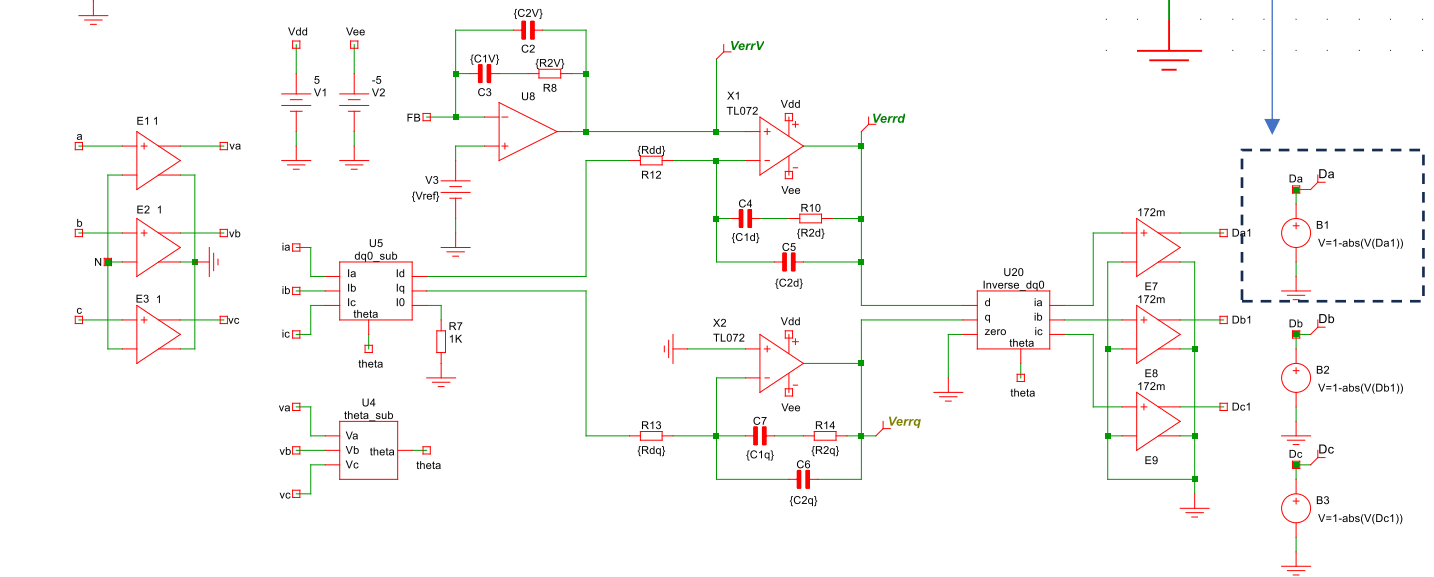 a
b
N
c
E1 1
E2 1
E3 1
va
vb
vc
Vdd
5
V1
Vee
-5
V2
{C2V}
C2
{C1V}
C3
{R2V}
R8
FB
U8
V3
{Vref}
VerrV
X1
TL072
Vdd
Vee
Verrd
{Rdd}
R12
C4
{C1d}
R10
{R2d}
C5
{C2d}
ia
ib
ic
U5
dq0_sub
Ia
Ib
Ic
theta
Id
Iq
I0
theta
R7
1K
va
vb
vc
U4
theta_sub
Va
Vb
Vc
theta
theta
X2
TL072
Vdd
Vee
R13
{Rdq}
C7
{C1q}
R14
{R2q}
C6
{C2q}
Verrq
U20
Inverse_dq0
d
q
zero
ia
ib
ic
theta
theta
172m
E7
172m
E8
172m
E9
Da1
Db1
Dc1
Da
Da
B1
V=1-abs(V(Da1))
Db
Db
B2
V=1-abs(V(Db1))
Dc
Dc
B3
V=1-abs(V(Dc1))